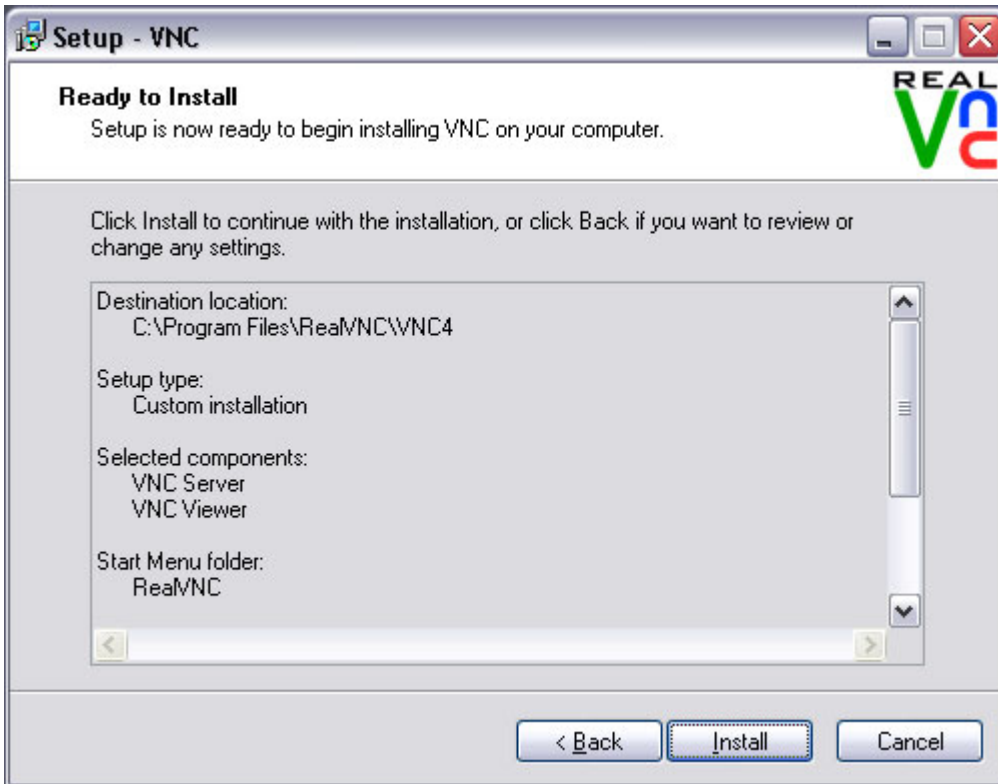 Setup - VNC
Ready to Install
Setup is now ready to begin installing VNC on your computer.
REAL
VNC
Click Install to continue with the installation, or click Back if you want to review or
change any settings.
Destination location:
C:\Program Files\RealVNC\VNC4
Setup type:
Custom installation
Selected components:
VNC Server
VNC Viewer
Start Menu folder:
RealVNC
< Back
Install
Cancel